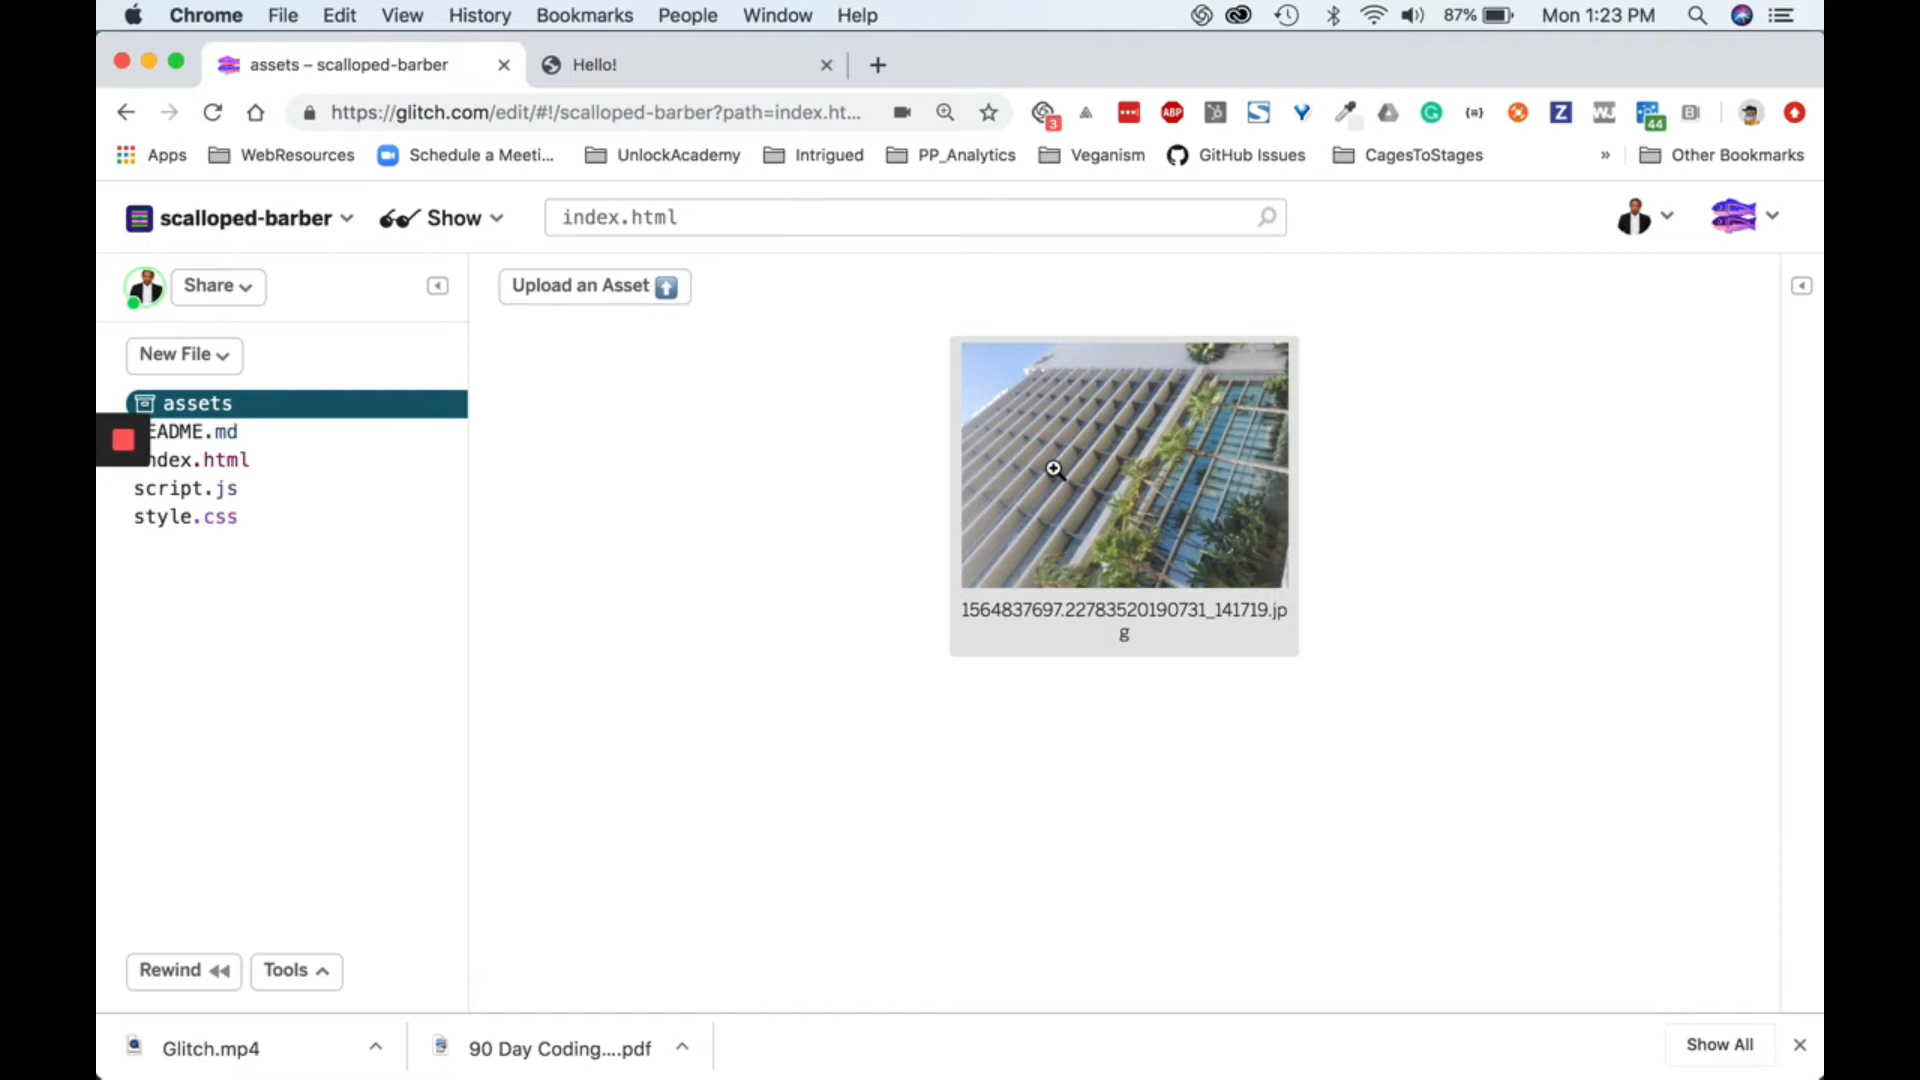 Chrome File Edit View History Bookmarks People Window Help 87% Mon 1:23 PM
assets – scalloped-barber Hello!
https://glitch.com/edit/#!/scalloped-barber?path=index.ht... 3 ABP Z 44
Apps WebResources Schedule a Meeti... UnlockAcademy Intrigued PP_Analytics Veganism GitHub Issues CagesToStages » Other Bookmarks
scalloped-barber Show index.html
Share Upload an Asset
New File
assets
EADME.md
ndex.html
script.js
style.css
1564837697.22783520190731_141719.jp
g
Rewind Tools
Glitch.mp4 90 Day Coding....pdf Show All